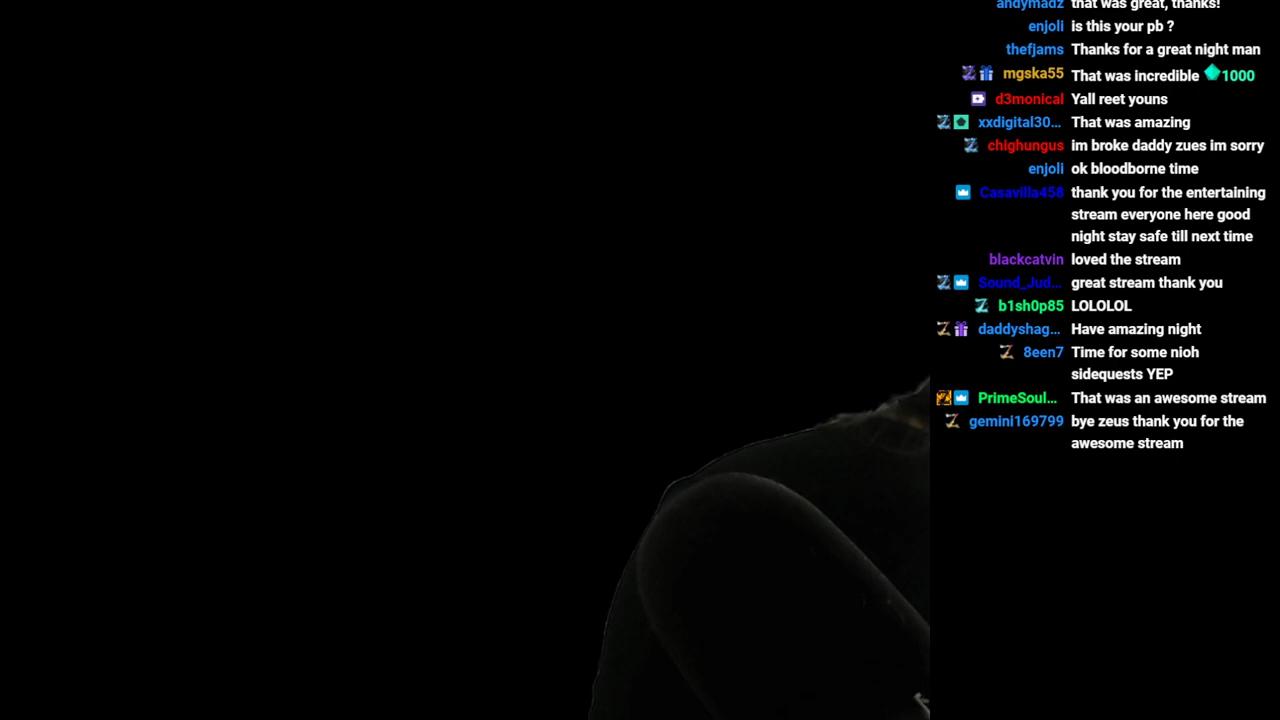 andymadz that was great, thanks!
enjoli is this your pb ?
thefjams Thanks for a great night man
mgska55 That was incredible 1000
d3monical Yall reet youns
xxdigital30... That was amazing
chighungus im broke daddy zues im sorry
enjoli ok bloodborne time
Casavilla458 thank you for the entertaining
stream everyone here good
night stay safe till next time
blackcatvin loved the stream
Sound_Jud... great stream thank you
b1sh0p85 LOLOLOL
daddyshag... Have amazing night
8een7 Time for some nioh
sidequests YEP
PrimeSoul... That was an awesome stream
gemini169799 bye zeus thank you for the
awesome stream